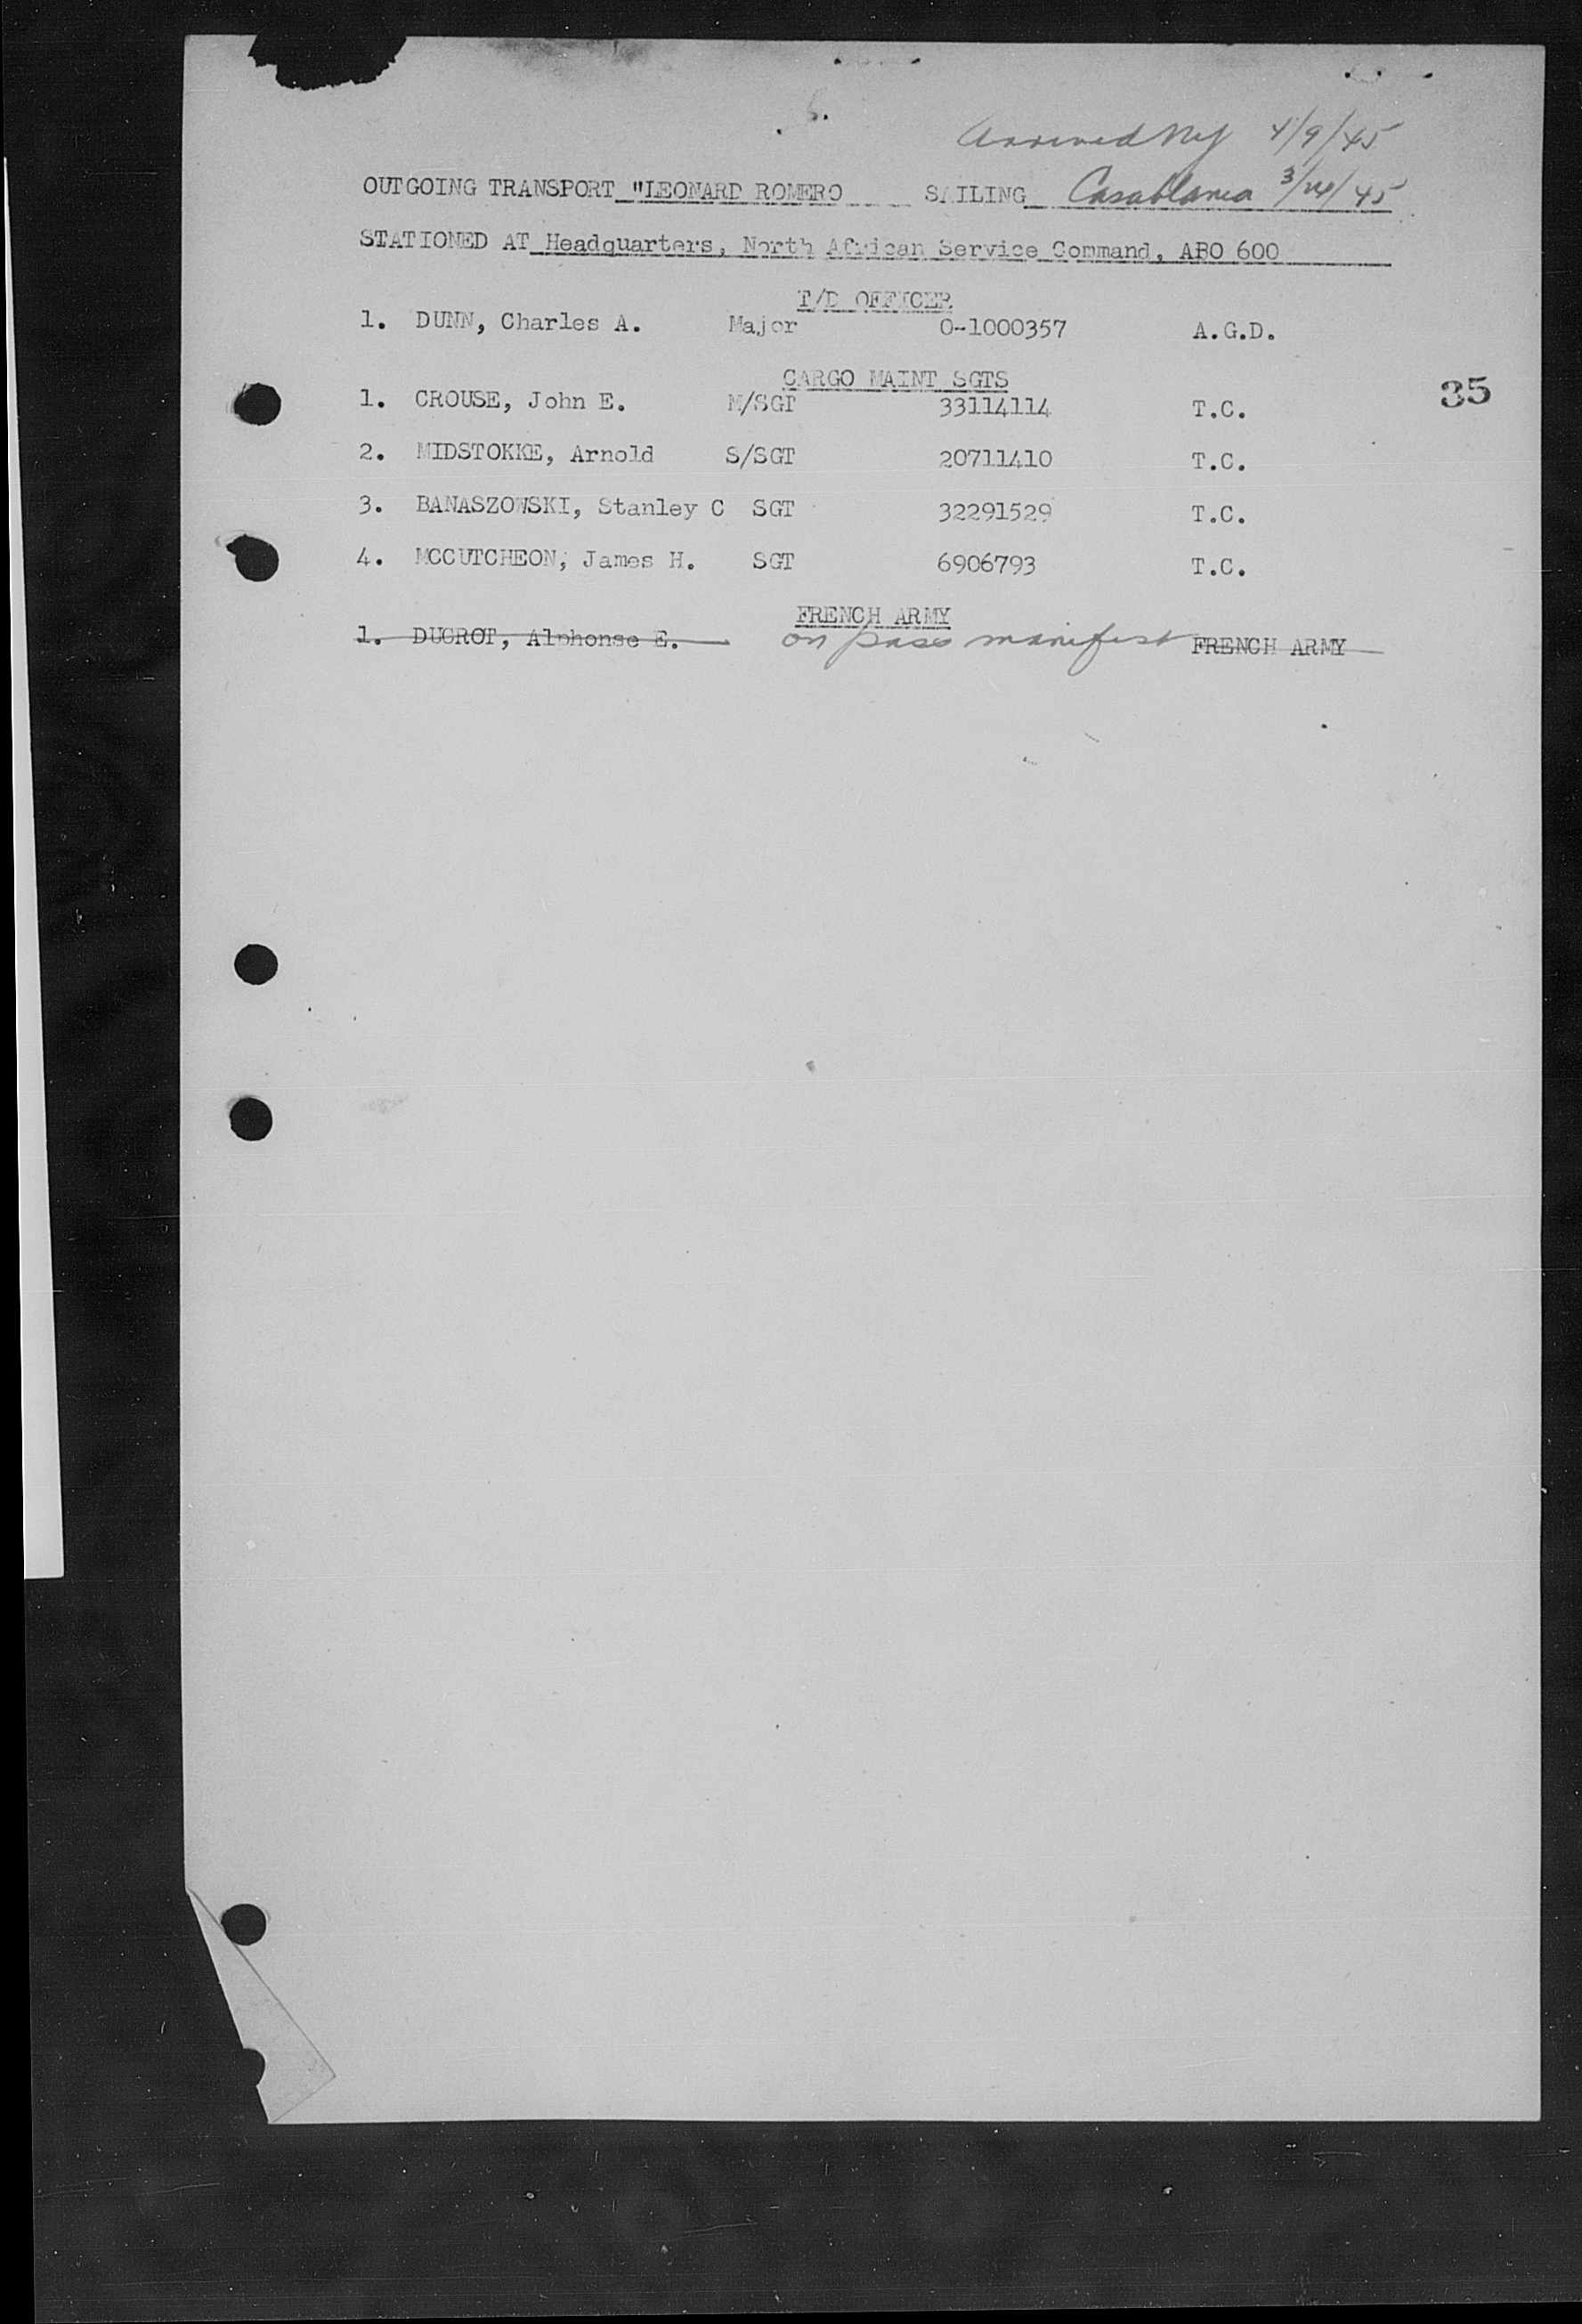 Arrived NY 4/9/45
OUTGOING TRANSPORT "LEONARD ROMERO SAILING Casablanca 3/24/45
STATIONED AT Headquarters, North African Service Command, ABO 600
T/D OFFICER
1. DUNN, Charles A. Major O-1000357 A.G.D.
CARGO MAINT SGTS
35
1. CROUSE, John E. M/SGT 33114114 T.C.
2. MIDSTOKKE, Arnold S/SGT 20711410 T.C.
3. BANASZOWSKI, Stanley C SGT 32291529 T.C.
4. MCCUTCHEON, James H. SGT 6906793 T.C.
FRENCH ARMY
1. DUCROT, Alphonse E. on pass manifest FRENCH ARMY